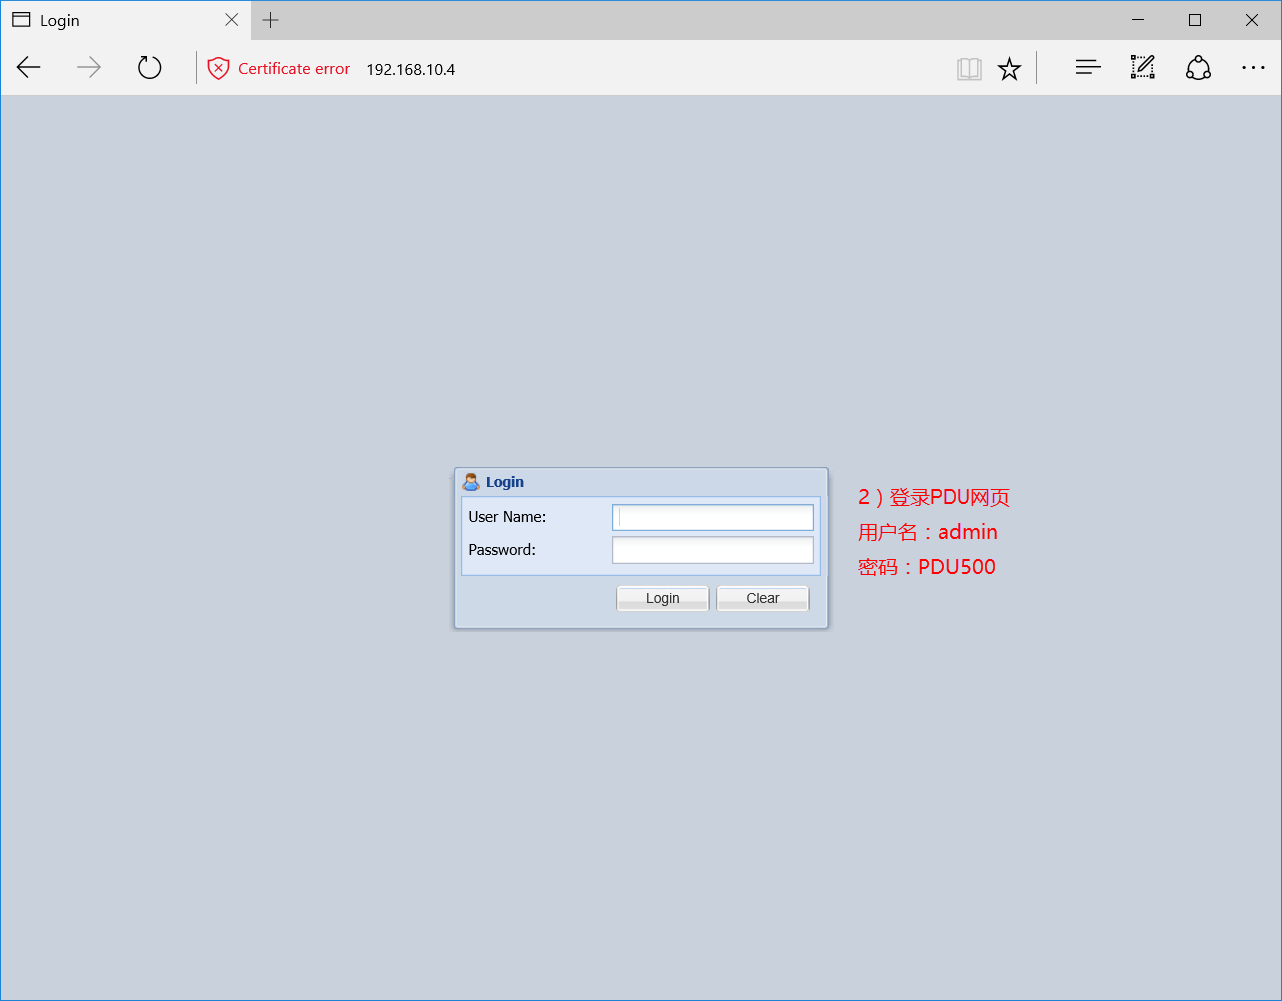 Login
Certificate error 192.168.10.4
Login
User Name:
Password:
Login Clear
2）登录PDU网页
用户名：admin
密码：PDU500